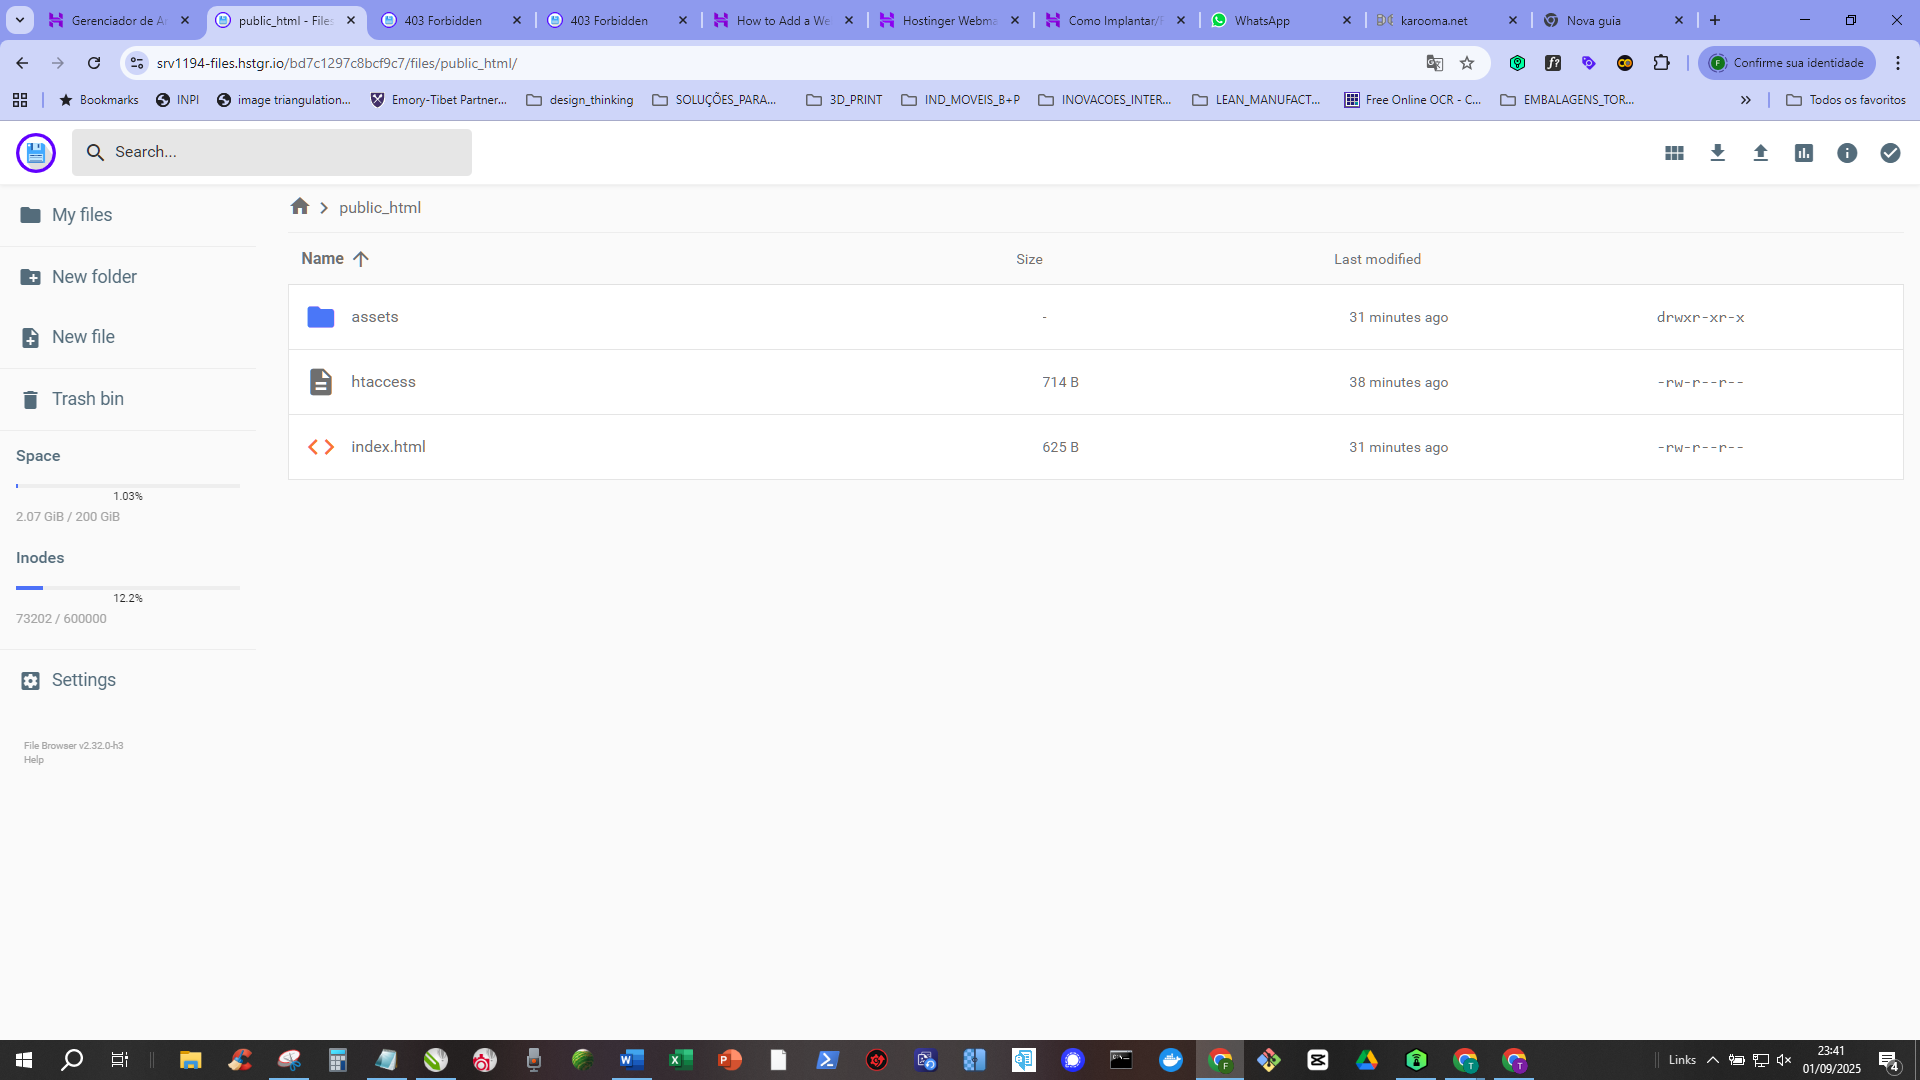 Gerenciador de A
public_html - Files
403 Forbidden
403 Forbidden
How to Add a We
Hostinger Webma
Como Implantar/
WhatsApp
karooma.net
Nova guia
srv1194-files.hstgr.io/bd7c1297c8bcf9c7/files/public_html/
Confirme sua identidade
Bookmarks
INPI
image triangulation...
Emory-Tibet Partner...
design_thinking
SOLUÇÕES_PARA...
3D_PRINT
IND_MOVEIS_B+P
INOVACOES_INTER...
LEAN_MANUFACT...
Free Online OCR - C...
EMBALAGENS_TOR...
Todos os favoritos
Search...
My files
New folder
New file
Trash bin
Space
1.03%
2.07 GiB / 200 GiB
Inodes
12.2%
73202 / 600000
Settings
File Browser v2.32.0-h3
Help
public_html
Name Size Last modified
assets - 31 minutes ago drwxr-xr-x
htaccess 714 B 38 minutes ago -rw-r--r--
index.html 625 B 31 minutes ago -rw-r--r--
Links
23:41
01/09/2025
4